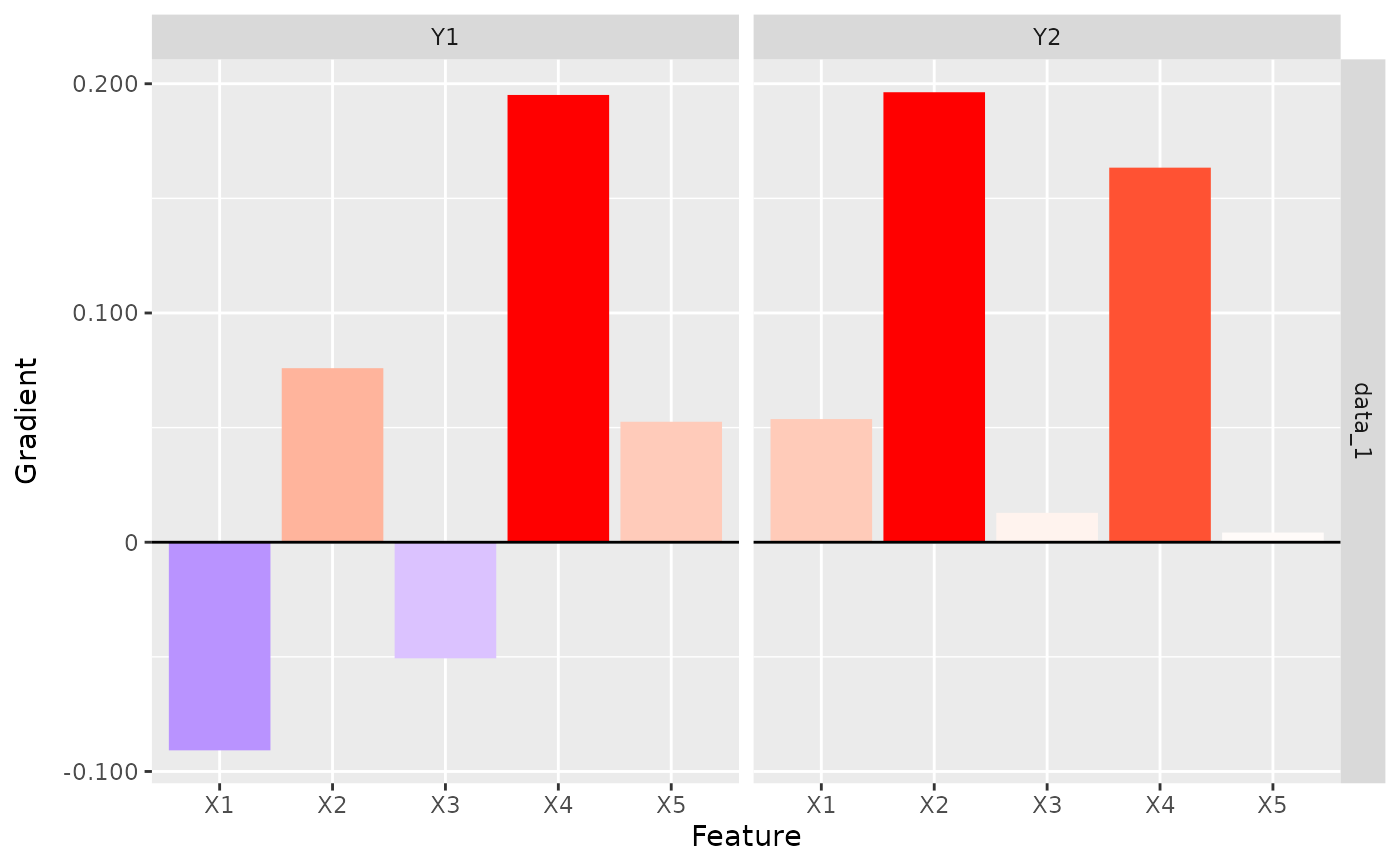 Y1 Y2
0.200
0.100
0
-0.100
Gradient
data_1
X1 X2 X3 X4 X5 X1 X2 X3 X4 X5
Feature